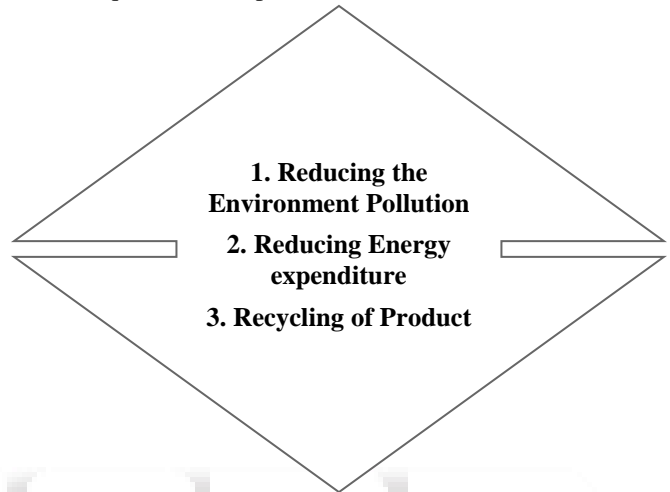 1. Reducing the
Environment Pollution
2. Reducing Energy
expenditure
3. Recycling of Product